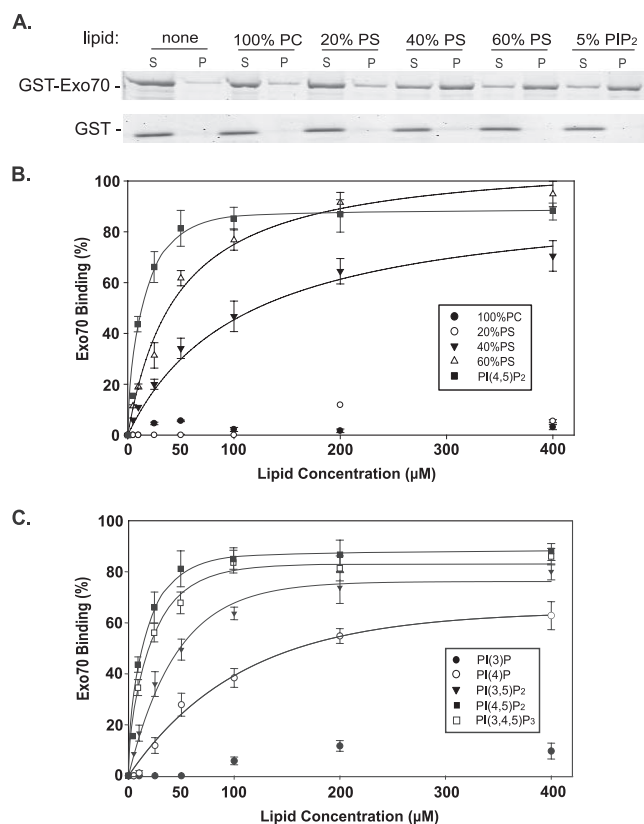 A.
lipid: none 100% PC 20% PS 40% PS 60% PS 5% PIP2
S P S P S P S P S P S P
GST-Exo70 -
GST -
B.
Exo70 Binding (%)
100
80
60
40
20
0
100%PC
20%PS
40%PS
60%PS
PI(4,5)P2
0 50 100 200 300 400
Lipid Concentration (µM)
C.
Exo70 Binding (%)
100
80
60
40
20
0
PI(3)P
PI(4)P
PI(3,5)P2
PI(4,5)P2
PI(3,4,5)P3
0 50 100 200 300 400
Lipid Concentration (µM)